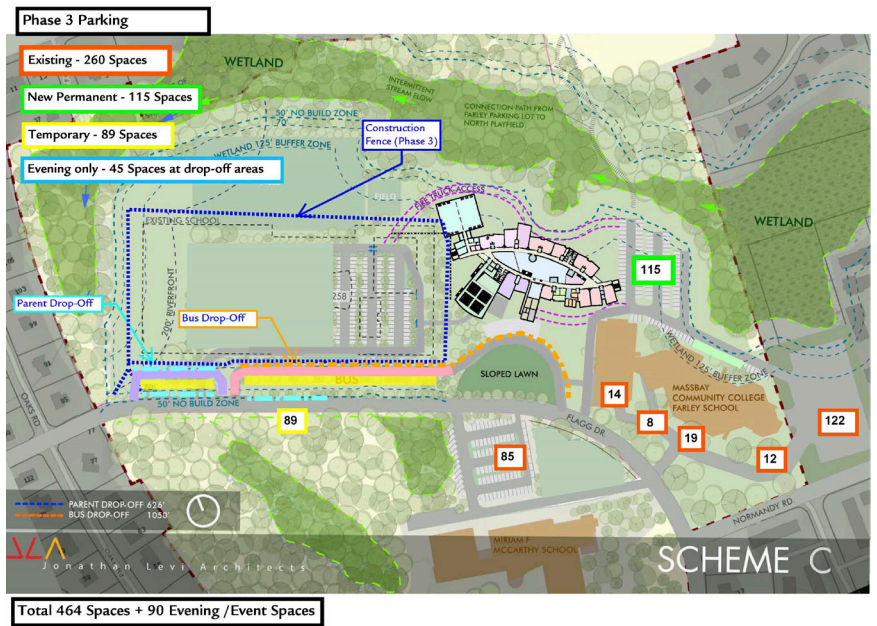 Phase 3 Parking
Existing - 260 Spaces
New Permanent - 115 Spaces
Temporary - 89 Spaces
Evening only - 45 Spaces at drop-off areas
WETLAND
INTERMITTENT
STREAM FLOW
CONNECTION PATH FROM
FARLEY PARKING LOT TO
NORTH PLAYFIELD
50' NO BUILD ZONE
70'
WETLAND 125' BUFFER ZONE
Construction
Fence (Phase 3)
FIELD
FIRE TRUCK ACCESS
EXISTING SCHOOL
WETLAND
115
200' RIVERFRONT
258
Parent Drop-Off
Bus Drop-Off
WETLAND 125' BUFFER ZONE
SLOPED LAWN
BUS
MASSBAY
COMMUNITY COLLEGE
FARLEY SCHOOL
14
50' NO BUILD ZONE
OAKS RD
89
FLAGG DR.
8
122
19
85
12
PARENT DROP-OFF 626'
BUS DROP-OFF 1050'
NORMANDY RD.
MIRIAM F
MCCARTHY SCHOOL
JLA
Jonathan Levi Architects
SCHEME C
Total 464 Spaces + 90 Evening /Event Spaces